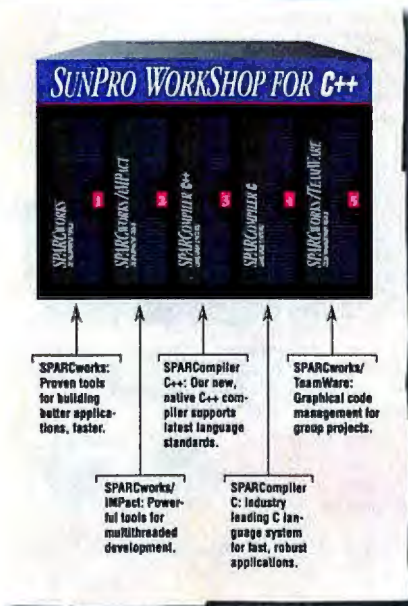 SUNPRO WORKSHOP FOR C++
SPARCWORKS
1
SPARCWORKS/IMPACT
2
SPARCOMPILER C++
3
SPARCOMPILER C
4
SPARCWORKS/TEAMWARE
5
SPARCworks:
Proven tools
for building
better applica-
tions, faster.
SPARCompiler
C++: Our new,
native C++ com-
piler supports
latest language
standards.
SPARCworks/
TeamWare:
Graphical code
management for
group projects.
SPARCworks/
iMPact: Power-
ful tools for
multithreaded
development.
SPARCompiler
C: Industry
leading C lan-
guage system
for fast, robust
applications.